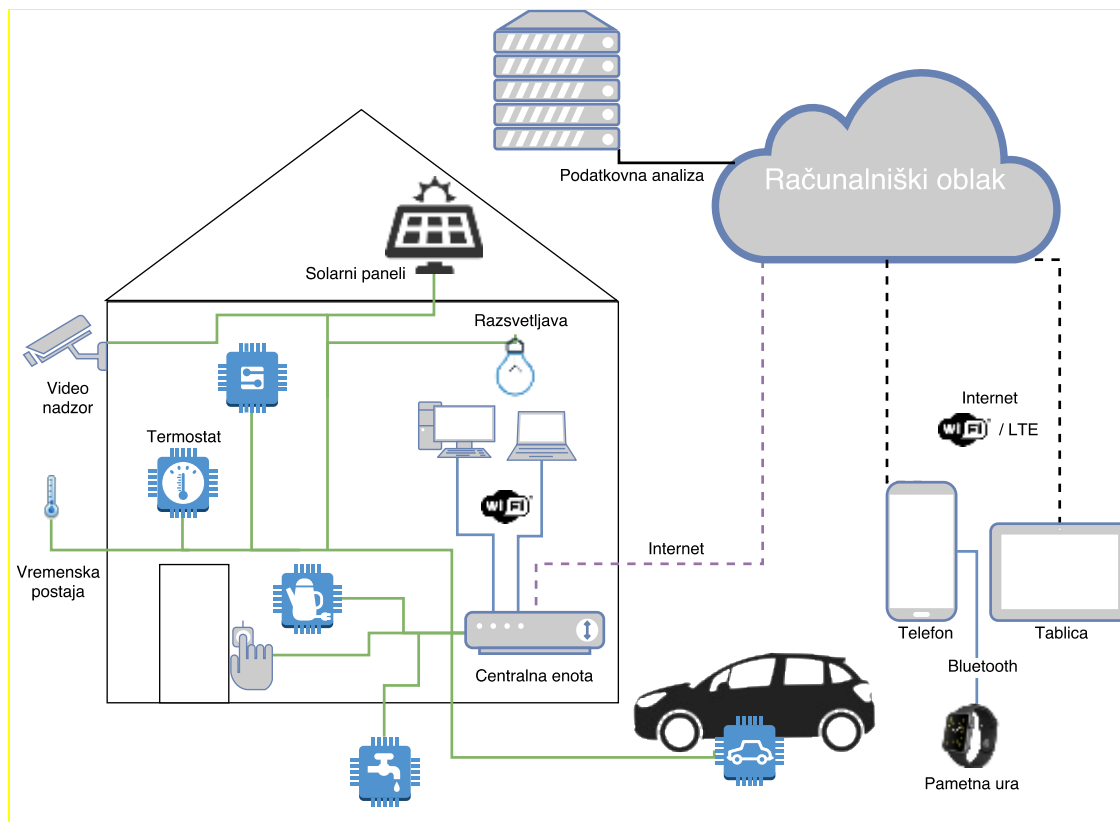 Podatkovna analiza
Računalniški oblak
Solarni paneli
Razsvetljava
Video
nadzor
Termostat
Internet
WiFi / LTE
WiFi
Internet
Vremenska
postaja
Telefon
Tablica
Centralna enota
Bluetooth
Pametna ura